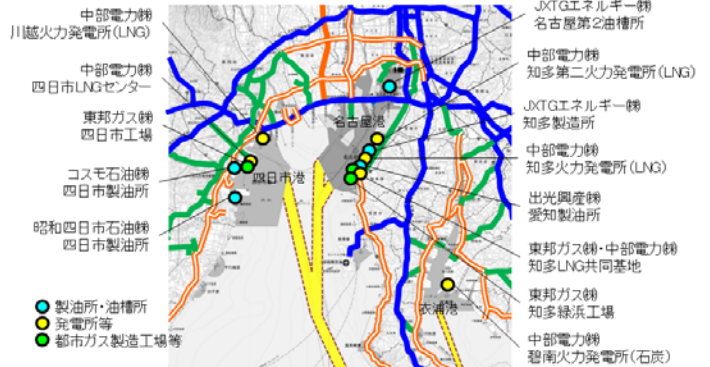 中部電力㈱
川越火力発電所(LNG)
中部電力㈱
四日市LNGセンター
東邦ガス㈱
四日市工場
コスモ石油㈱
四日市製油所
昭和四日市石油㈱
四日市製油所
製油所・油槽所
発電所等
都市ガス製造工場等
名古屋港
四日市港
衣浦港
JXTGエネルギー㈱
名古屋第2油槽所
中部電力㈱
知多第二火力発電所(LNG)
JXTGエネルギー㈱
知多製造所
中部電力㈱
知多火力発電所(LNG)
出光興産㈱
愛知製油所
東邦ガス㈱・中部電力㈱
知多LNG共同基地
東邦ガス㈱
知多緑浜工場
中部電力㈱
碧南火力発電所(石炭)